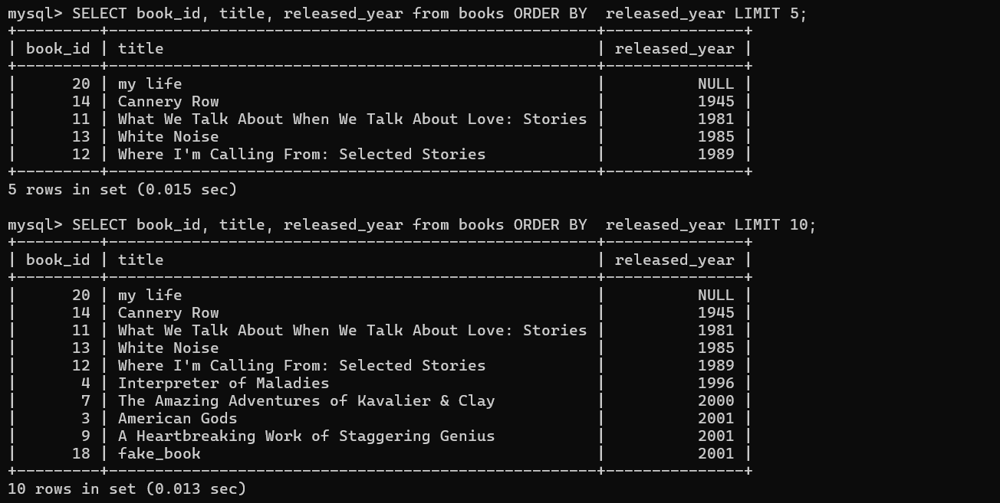 mysql> SELECT book_id, title, released_year from books ORDER BY  released_year LIMIT 5;
+---------+-----------------------------------------------------+---------------+
| book_id | title                                               | released_year |
+---------+-----------------------------------------------------+---------------+
|      20 | my life                                             |          NULL |
|      14 | Cannery Row                                         |          1945 |
|      11 | What We Talk About When We Talk About Love: Stories |          1981 |
|      13 | White Noise                                         |          1985 |
|      12 | Where I'm Calling From: Selected Stories            |          1989 |
+---------+-----------------------------------------------------+---------------+
5 rows in set (0.015 sec)

mysql> SELECT book_id, title, released_year from books ORDER BY  released_year LIMIT 10;
+---------+-----------------------------------------------------+---------------+
| book_id | title                                               | released_year |
+---------+-----------------------------------------------------+---------------+
|      20 | my life                                             |          NULL |
|      14 | Cannery Row                                         |          1945 |
|      11 | What We Talk About When We Talk About Love: Stories |          1981 |
|      13 | White Noise                                         |          1985 |
|      12 | Where I'm Calling From: Selected Stories            |          1989 |
|       4 | Interpreter of Maladies                             |          1996 |
|       7 | The Amazing Adventures of Kavalier & Clay           |          2000 |
|       3 | American Gods                                       |          2001 |
|       9 | A Heartbreaking Work of Staggering Genius           |          2001 |
|      18 | fake_book                                           |          2001 |
+---------+-----------------------------------------------------+---------------+
10 rows in set (0.013 sec)